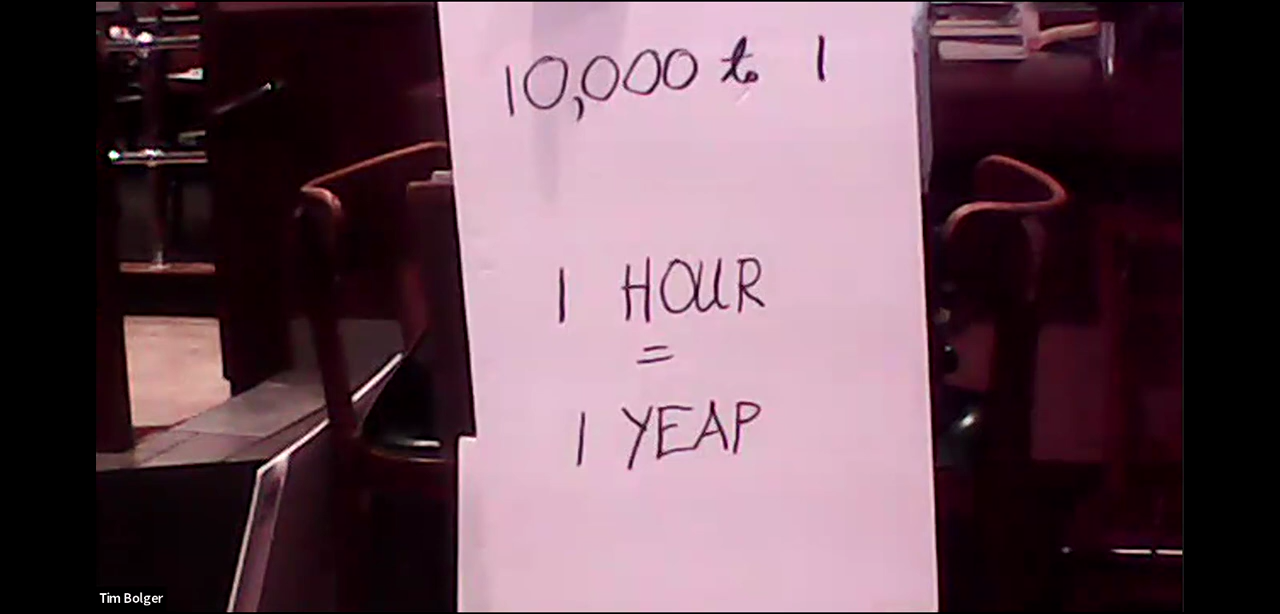 10,000 to 1
1 HOUR
=
1 YEAP
Tim Bolger